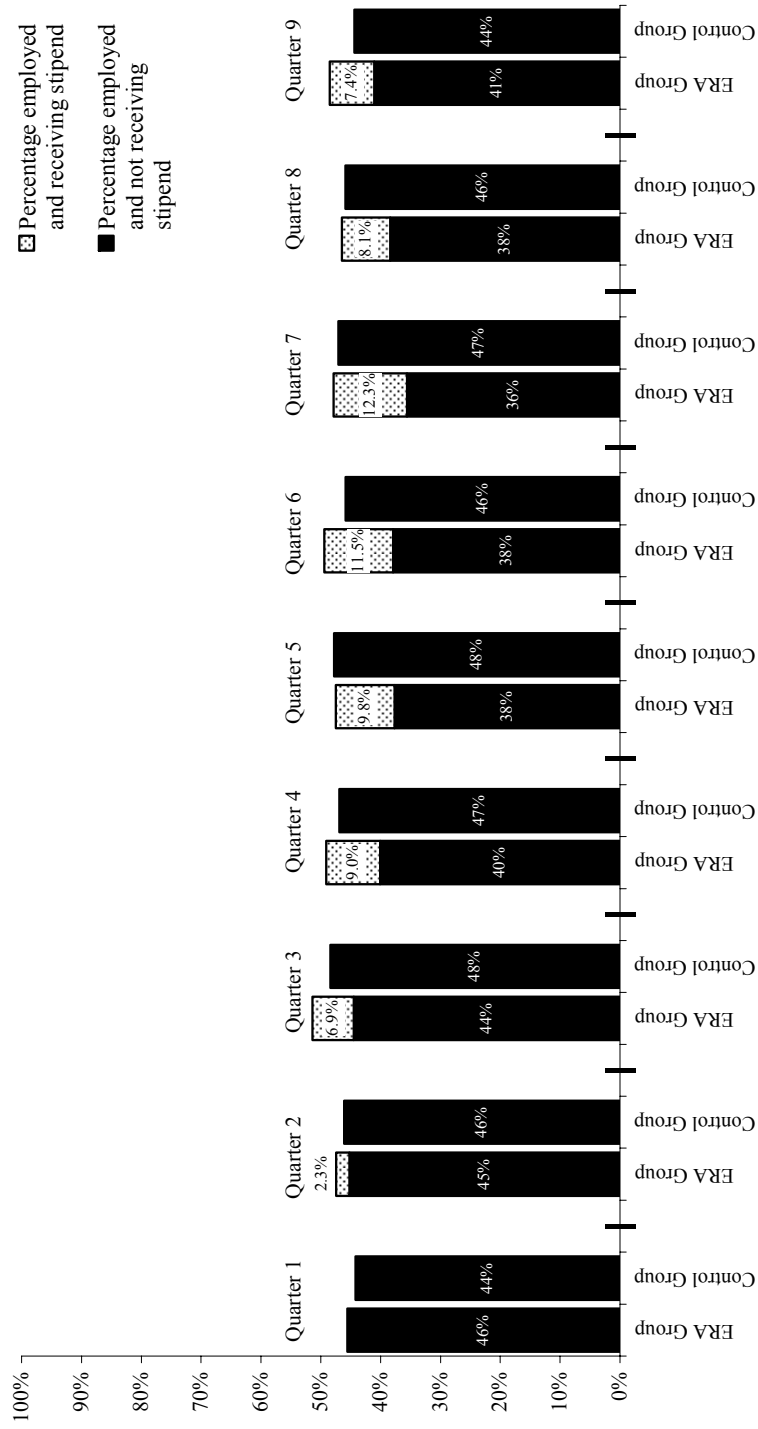 Percentage employed
and receiving stipend
Percentage employed
and not receiving
stipend
100%
90%
80%
70%
60%
50%
40%
30%
20%
10%
0%
Quarter 1
46%
44%
ERA Group
Control Group
Quarter 2
2.3%
45%
46%
ERA Group
Control Group
Quarter 3
6.9%
44%
48%
ERA Group
Control Group
Quarter 4
9.0%
40%
47%
ERA Group
Control Group
Quarter 5
9.8%
38%
48%
ERA Group
Control Group
Quarter 6
11.5%
38%
46%
ERA Group
Control Group
Quarter 7
12.3%
36%
47%
ERA Group
Control Group
Quarter 8
8.1%
38%
46%
ERA Group
Control Group
Quarter 9
7.4%
41%
44%
ERA Group
Control Group